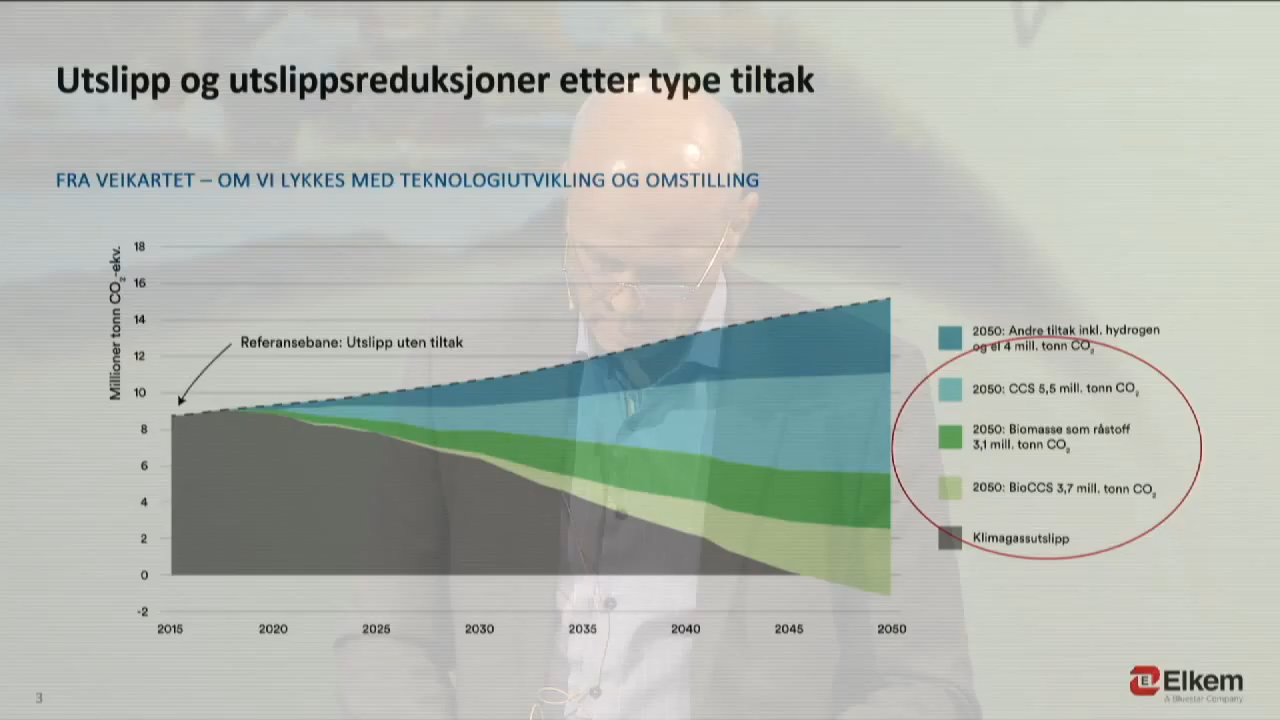 Utslipp og utslippsreduksjoner etter type tiltak
FRA VEIKARTET – OM VI LYKKES MED TEKNOLOGIUTVIKLING OG OMSTILLING
Millioner tonn CO₂-ekv.
18
16
14
12
10
8
6
4
2
0
-2
Referansebane: Utslipp uten tiltak
2015
2020
2025
2030
2035
2040
2045
2050
2050: Andre tiltak inkl. hydrogen
og el 4 mill. tonn CO₂
2050: CCS 5,5 mill. tonn CO₂
2050: Biomasse som råstoff
3,1 mill. tonn CO₂
2050: BioCCS 3,7 mill. tonn CO₂
Klimagassutslipp
3
Elkem
A Bluestar Company